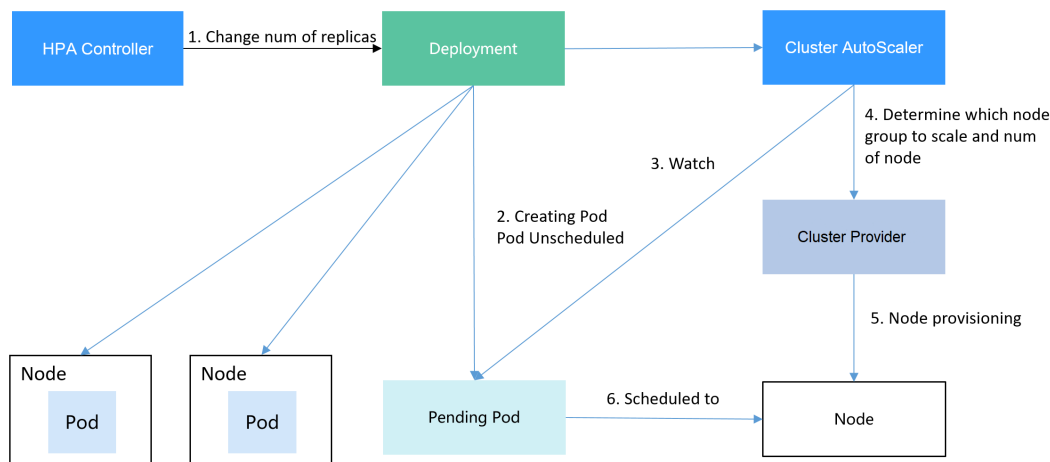 HPA Controller
1. Change num of replicas
Deployment
Cluster AutoScaler
4. Determine which node
group to scale and num
of node
3. Watch
2. Creating Pod
Pod Unscheduled
Cluster Provider
5. Node provisioning
Node
Pod
Node
Pod
Pending Pod
6. Scheduled to
Node